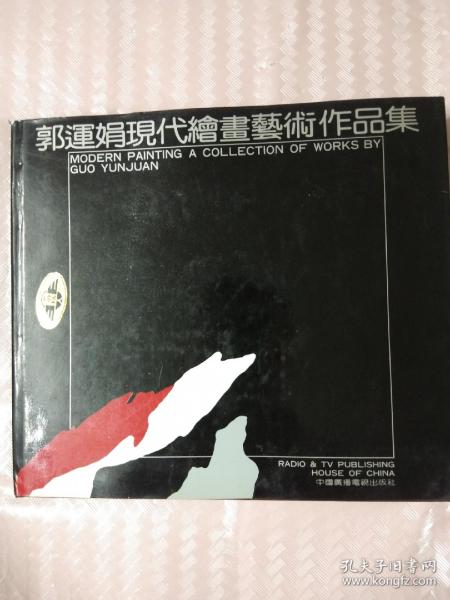 郭運娟現代繪畫藝術作品集
MODERN PAINTING A COLLECTION OF WORKS BY
GUO YUNJUAN
RADIO & TV PUBLISHING
HOUSE OF CHINA
中國廣播電視出版社
孔夫子旧书网
www.kongfz.com